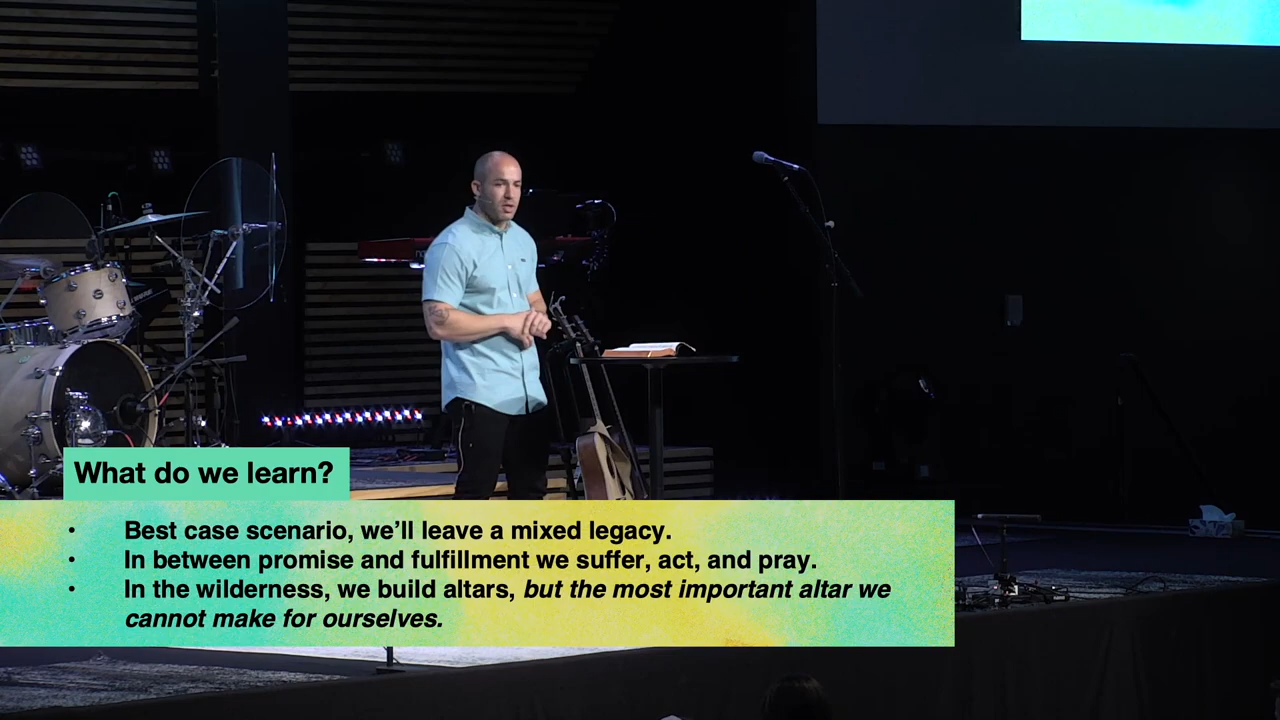 What do we learn?
• Best case scenario, we’ll leave a mixed legacy.
• In between promise and fulfillment we suffer, act, and pray.
• In the wilderness, we build altars, but the most important altar we
cannot make for ourselves.